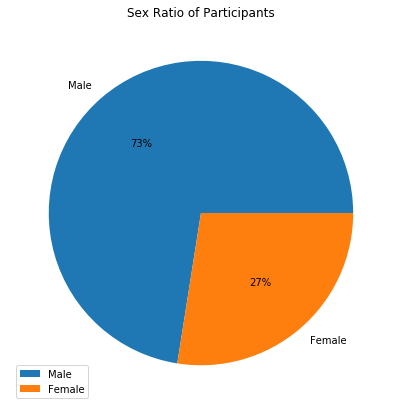 Sex Ratio of Participants
Male
73%
27%
Female
Male
Female